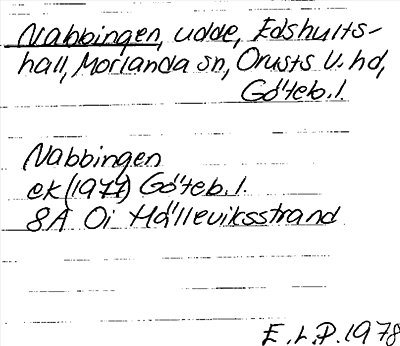 Nabbingen, udde, Edshults-
hall, Morlanda sn, Orusts V. hd,
Göteb. l.
Nabbingen
ek (1977) Göteb. l.
8A Oi Hälleviksstrand
E. L. P. 1978